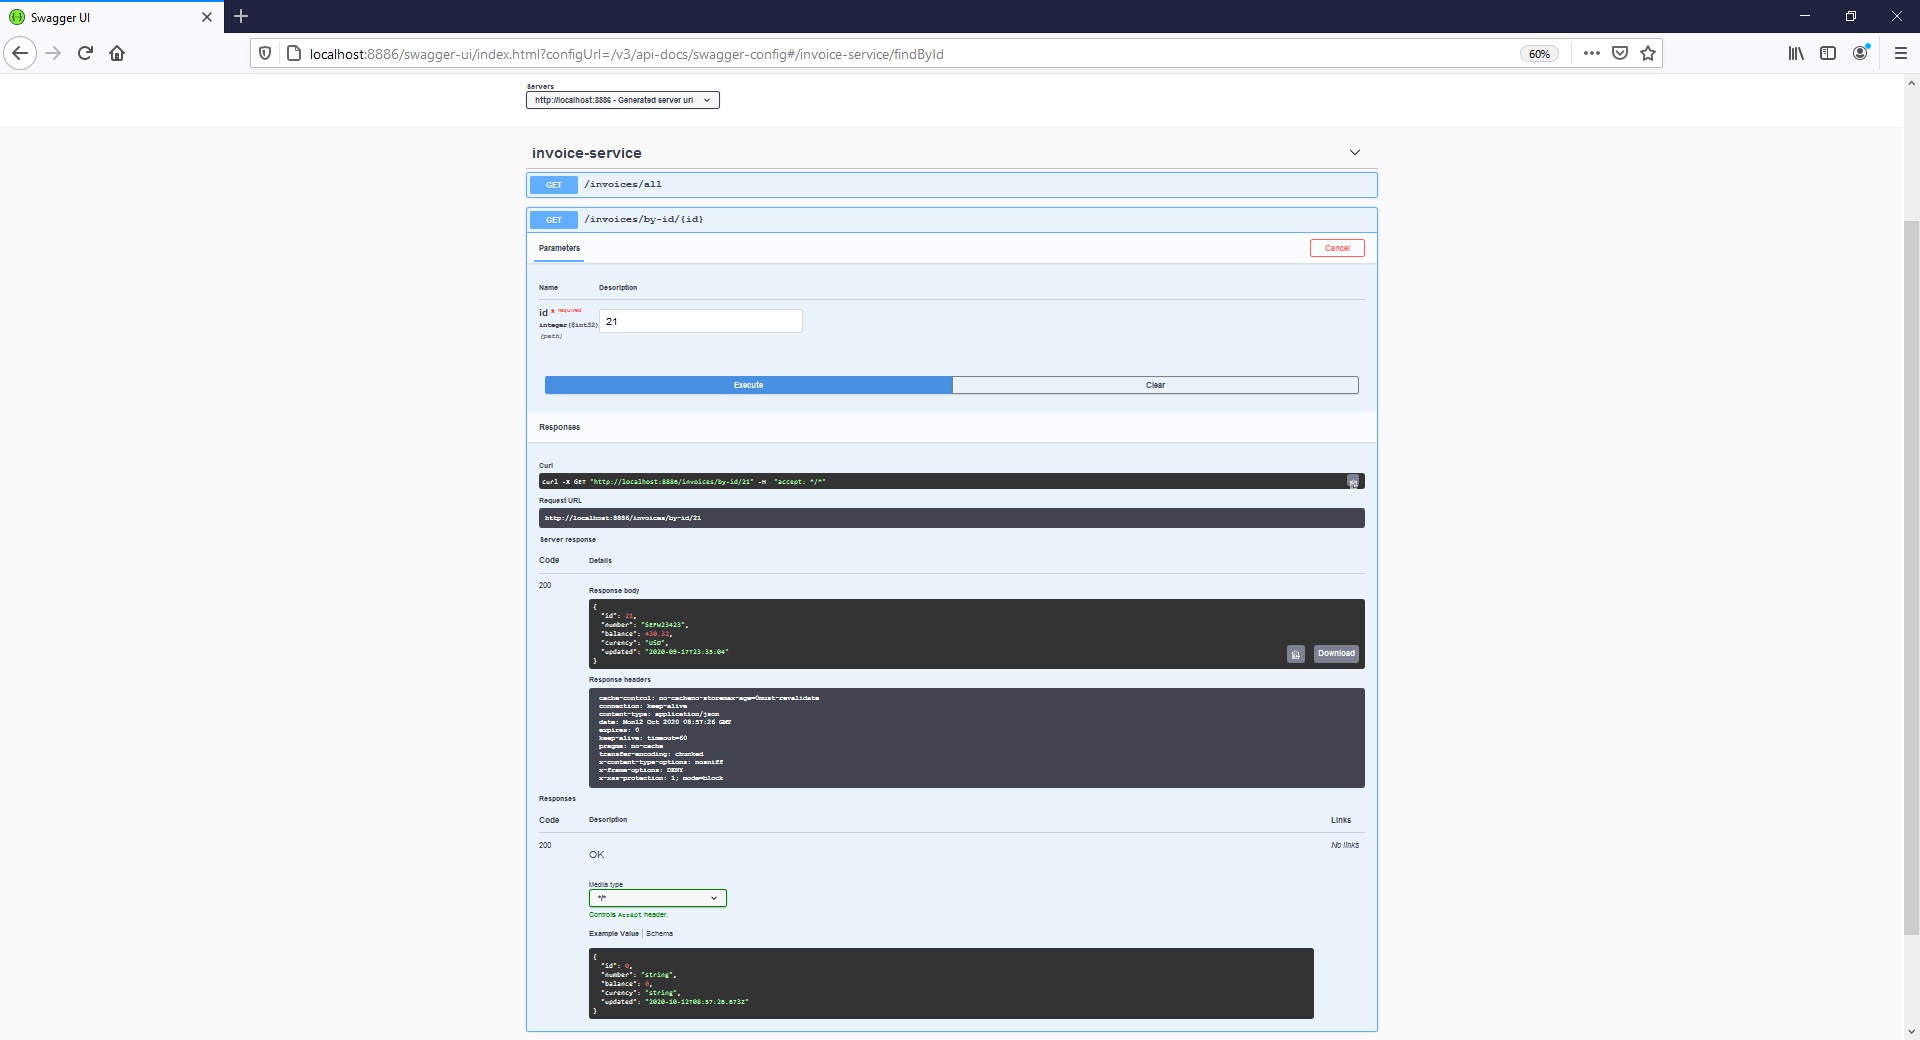 Swagger UI
localhost:8886/swagger-ui/index.html?configUrl=/v3/api-docs/swagger-config#/invoice-service/findById
60%
Servers
http://localhost:8886 - Generated server url
invoice-service
GET /invoices/all
GET /invoices/by-id/{id}
Parameters
Cancel
Name Description
id * required
integer($int32)
(path)
21
Execute
Clear
Responses
Curl
curl -X GET "http://localhost:8886/invoices/by-id/21" -H  "accept: */*"
Request URL
http://localhost:8886/invoices/by-id/21
Server response
Code Details
200
Response body
{
"id": 21,
"number": "SEPW23423",
"balance": 430.32,
"curency": "USD",
"updated": "2020-09-17T23:35:04"
}
Download
Response headers
cache-control: no-cacheno-storemax-age=0must-revalidate
connection: keep-alive
content-type: application/json
date: Mon12 Oct 2020 08:57:26 GMT
expires: 0
keep-alive: timeout=60
pragma: no-cache
transfer-encoding: chunked
x-content-type-options: nosniff
x-frame-options: DENY
x-xss-protection: 1; mode=block
Responses
Code Description Links
200
OK
No links
Media type
*/*
Controls Accept header.
Example Value Schema
{
"id": 0,
"number": "string",
"balance": 0,
"curency": "string",
"updated": "2020-10-12T08:57:26.673Z"
}